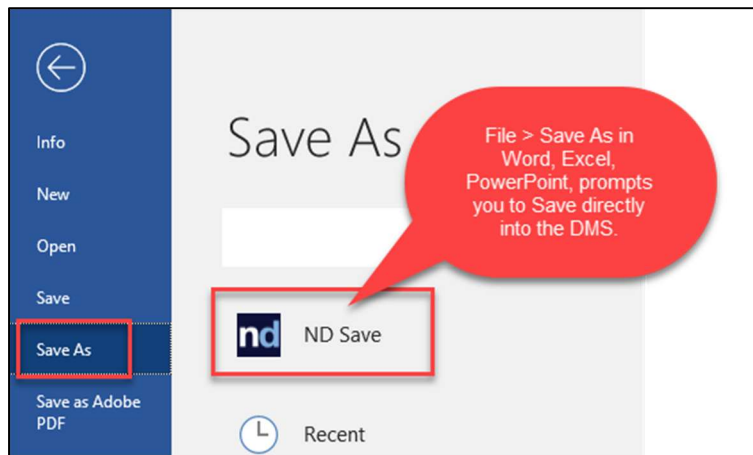 Info
New
Open
Save
Save As
Save as Adobe
PDF
Save As
File > Save As in
Word, Excel,
PowerPoint, prompts
you to Save directly
into the DMS.
nd
ND Save
Recent